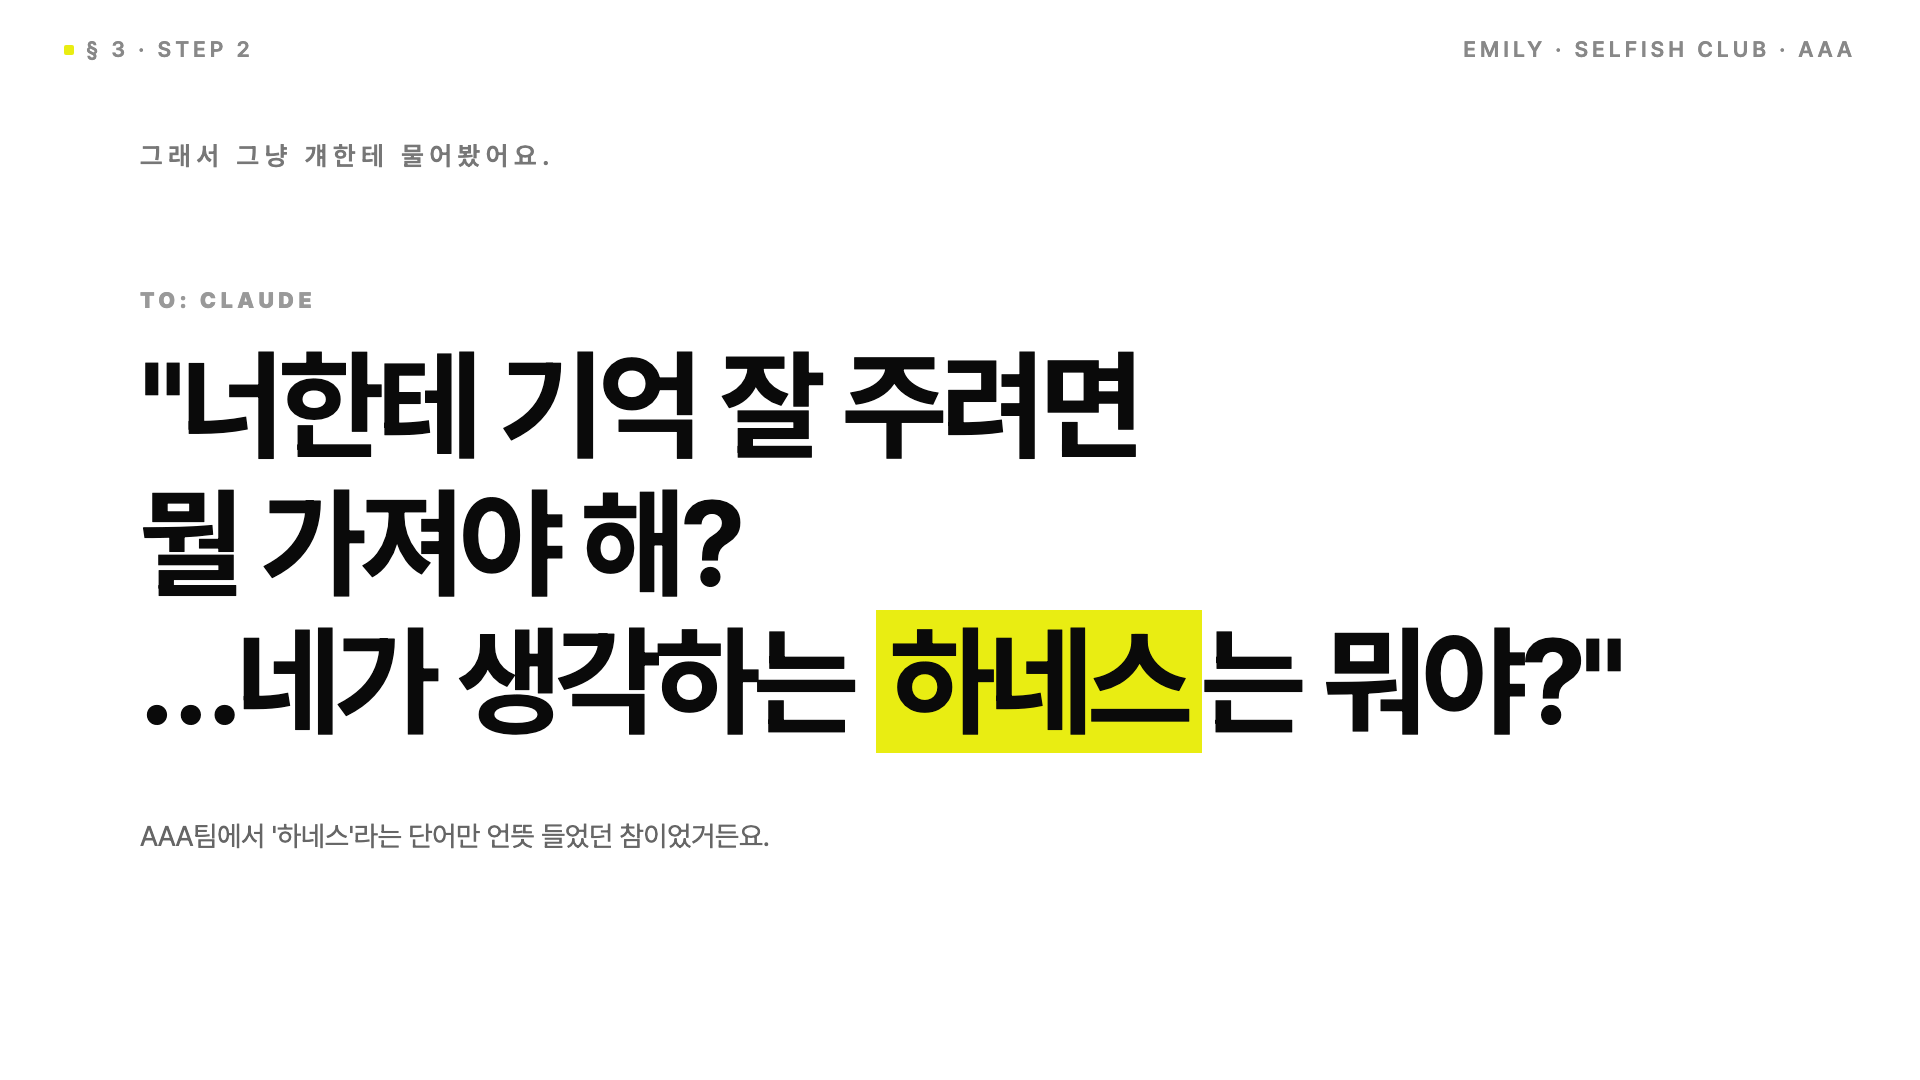 § 3 · STEP 2
EMILY · SELFISH CLUB · AAA
그래서 그냥 걔한테 물어봤어요.
TO: CLAUDE
"너한테 기억 잘 주려면
뭘 가져야 해?
...네가 생각하는 하네스는 뭐야?"
AAA팀에서 '하네스'라는 단어만 언뜻 들었던 참이었거든요.